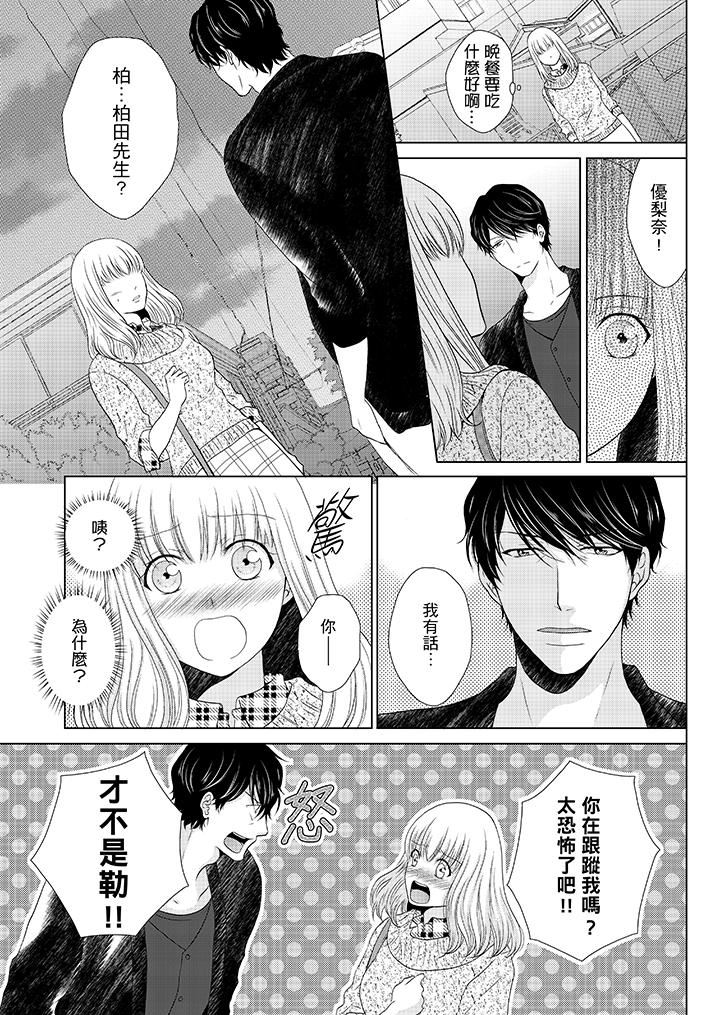 晚餐要吃
什麼好啊…
優梨奈！
柏…柏田先生？
我有話…
驚
你──
咦？
為什麼？
你在跟蹤我嗎？
太恐怖了吧!!
怒
才不是勒!!